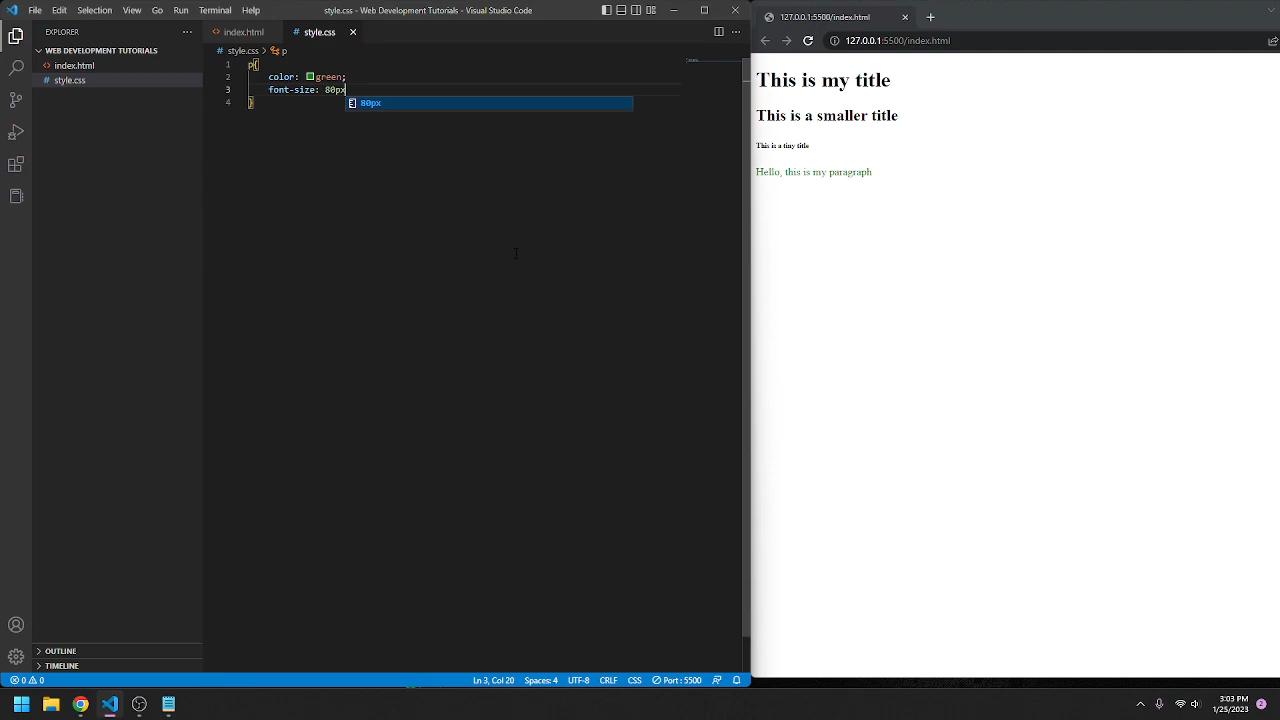 File Edit Selection View Go Run Terminal Help
style.css - Web Development Tutorials - Visual Studio Code
EXPLORER
WEB DEVELOPMENT TUTORIALS
index.html
# style.css
index.html
# style.css
# style.css > p
1 p{
2 color: green;
3 font-size: 80px
4 }
80px
OUTLINE
TIMELINE
0 0
Ln 3, Col 20
Spaces: 4
UTF-8
CRLF
CSS
Port : 5500
127.0.0.1:5500/index.html
127.0.0.1:5500/index.html
This is my title
This is a smaller title
This is a tiny title
Hello, this is my paragraph
3:03 PM
1/25/2023
2